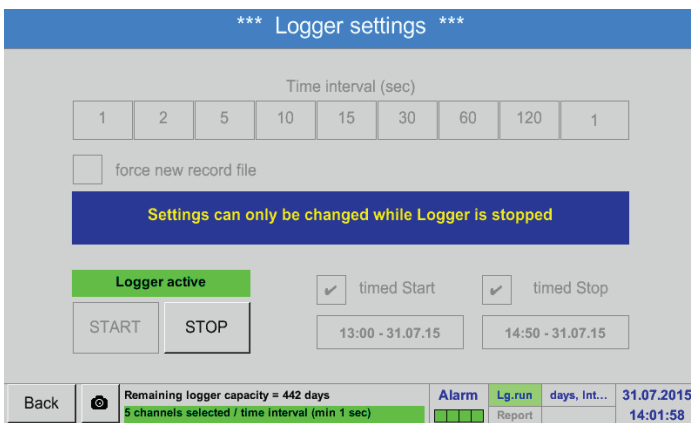 *** Logger settings ***
Time interval (sec)
1 2 5 10 15 30 60 120 1
force new record file
Settings can only be changed while Logger is stopped
Logger active
timed Start timed Stop
START STOP 13:00 - 31.07.15 14:50 - 31.07.15
Back Remaining logger capacity = 442 days Alarm Lg.run days, Int... 31.07.2015
5 channels selected / time interval (min 1 sec) Report 14:01:58